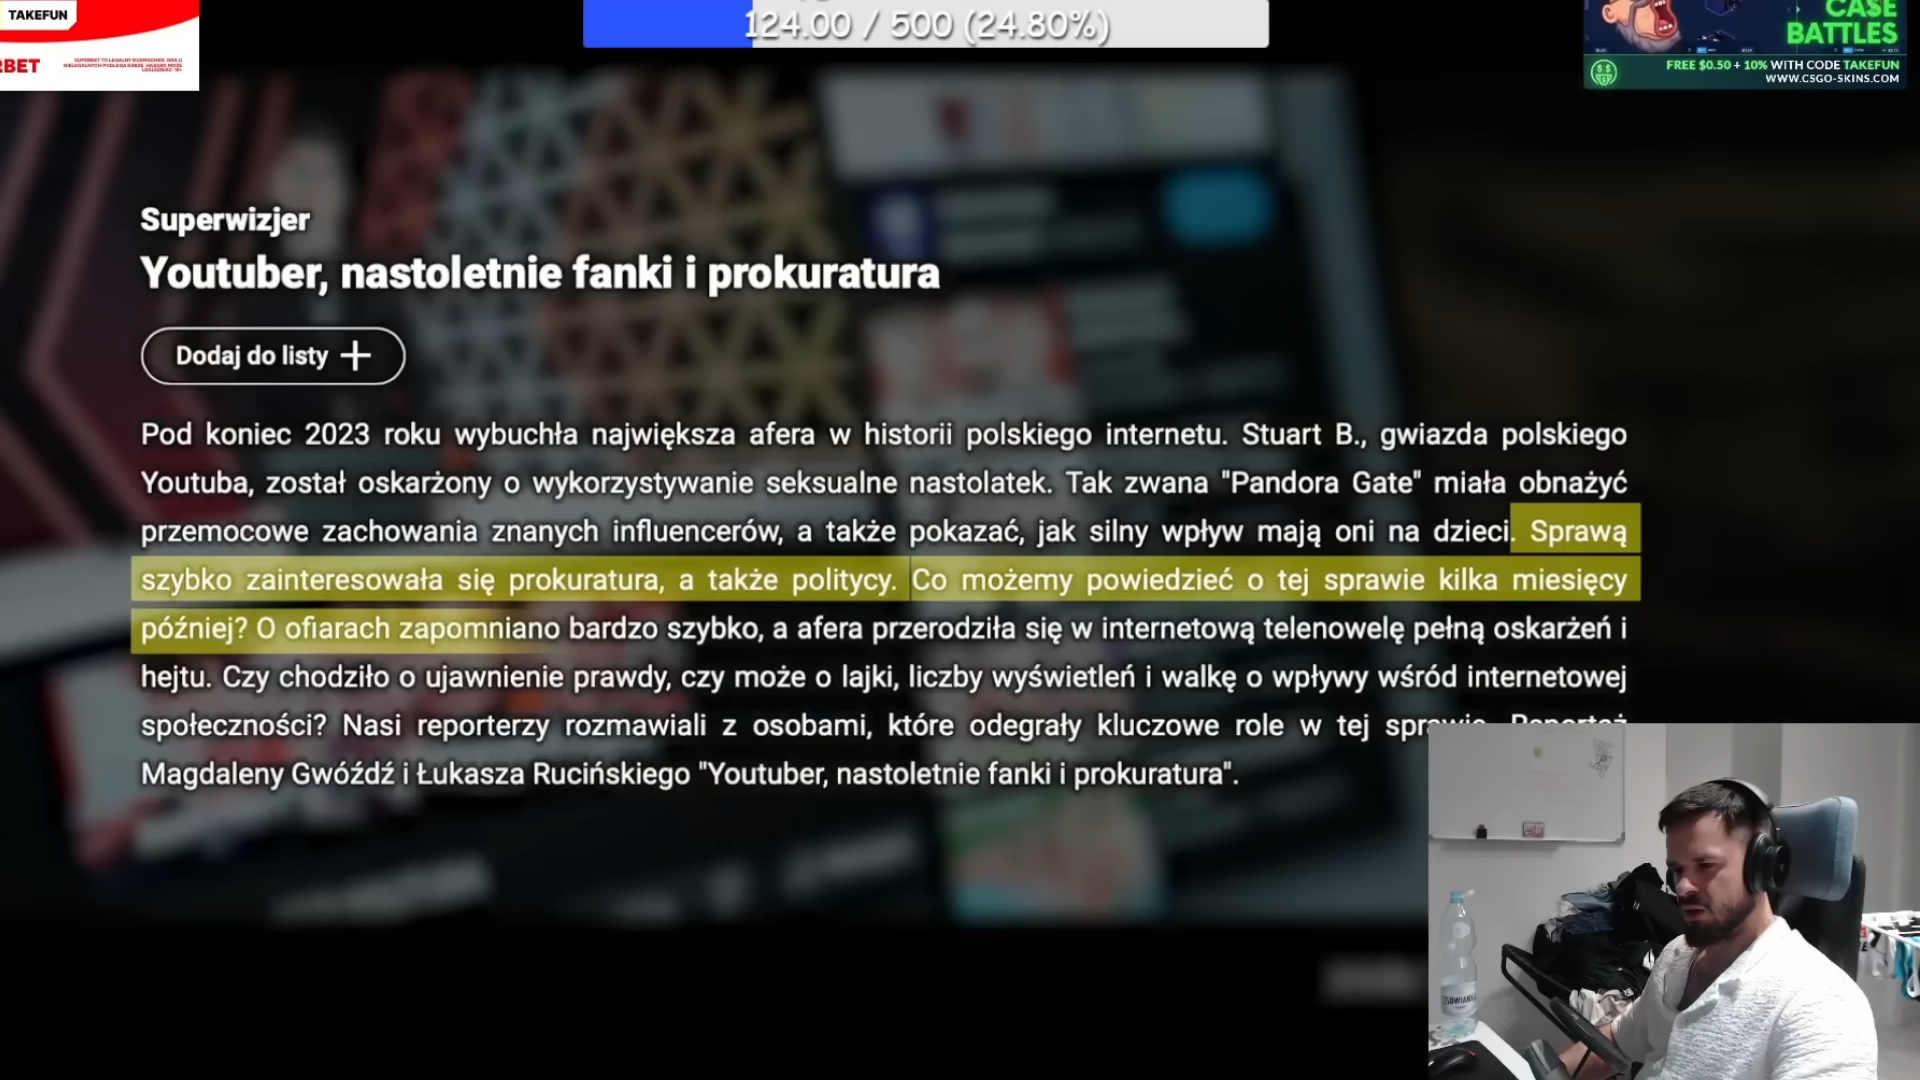 TAKEFUN
RBET
124.00 / 500 (24.80%)
CASE
BATTLES
FREE $0.50 + 10% WITH CODE TAKEFUN
WWW.CSGO-SKINS.COM
Superwizjer
Youtuber, nastoletnie fanki i prokuratura
Dodaj do listy +
Pod koniec 2023 roku wybuchła największa afera w historii polskiego internetu. Stuart B., gwiazda polskiego
Youtuba, został oskarżony o wykorzystywanie seksualne nastolatek. Tak zwana "Pandora Gate" miała obnażyć
przemocowe zachowania znanych influencerów, a także pokazać, jak silny wpływ mają oni na dzieci. Sprawą
szybko zainteresowała się prokuratura, a także politycy. Co możemy powiedzieć o tej sprawie kilka miesięcy
później? O ofiarach zapomniano bardzo szybko, a afera przerodziła się w internetową telenowelę pełną oskarżeń i
hejtu. Czy chodziło o ujawnienie prawdy, czy może o lajki, liczby wyświetleń i walkę o wpływy wśród internetowej
społeczności? Nasi reporterzy rozmawiali z osobami, które odegrały kluczowe role w tej
Magdaleny Gwóźdź i Łukasza Rucińskiego "Youtuber, nastoletnie fanki i prokuratura".